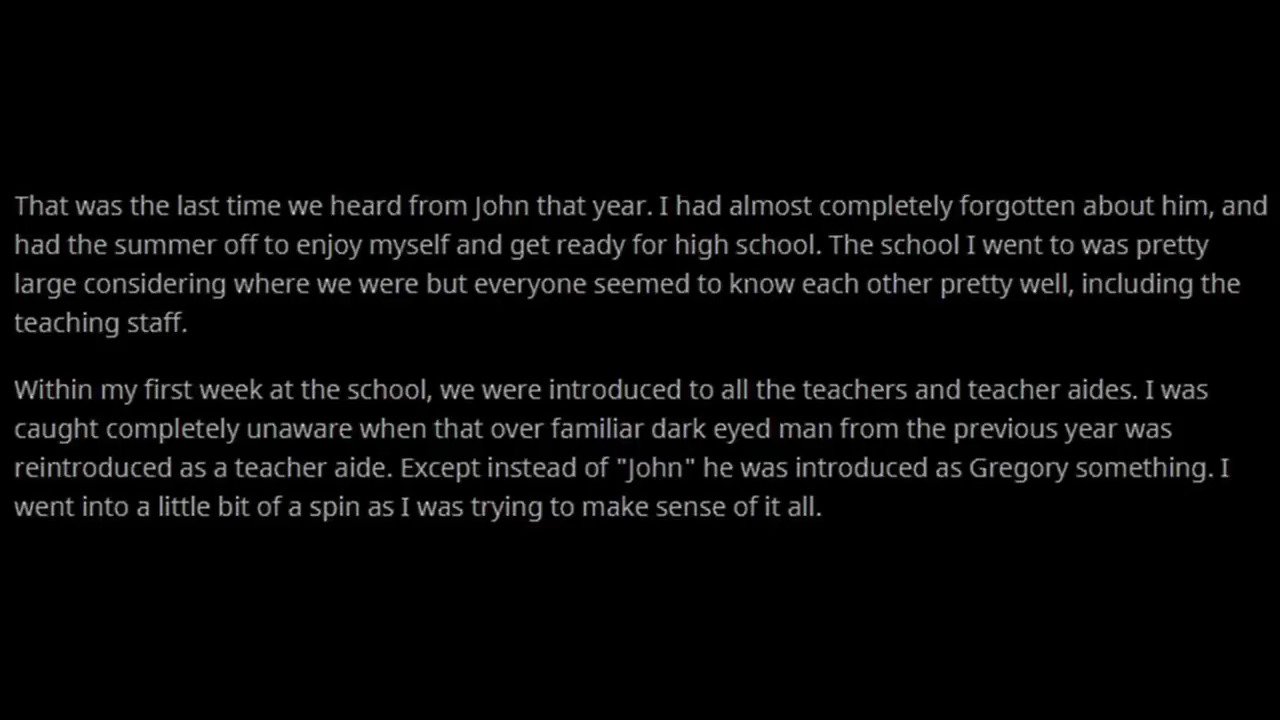 That was the last time we heard from John that year. I had almost completely forgotten about him, and
had the summer off to enjoy myself and get ready for high school. The school I went to was pretty
large considering where we were but everyone seemed to know each other pretty well, including the
teaching staff.
Within my first week at the school, we were introduced to all the teachers and teacher aides. I was
caught completely unaware when that over familiar dark eyed man from the previous year was
reintroduced as a teacher aide. Except instead of "John" he was introduced as Gregory something. I
went into a little bit of a spin as I was trying to make sense of it all.